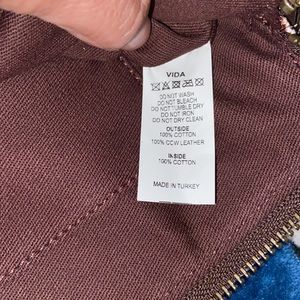 VIDA
DO NOT WASH
DO NOT BLEACH
DO NOT TUMBLE DRY
DO NOT IRON
DO NOT DRY CLEAN
OUTSIDE
100% COTTON
100% COW LEATHER
INSIDE
100% COTTON
MADE IN TURKEY